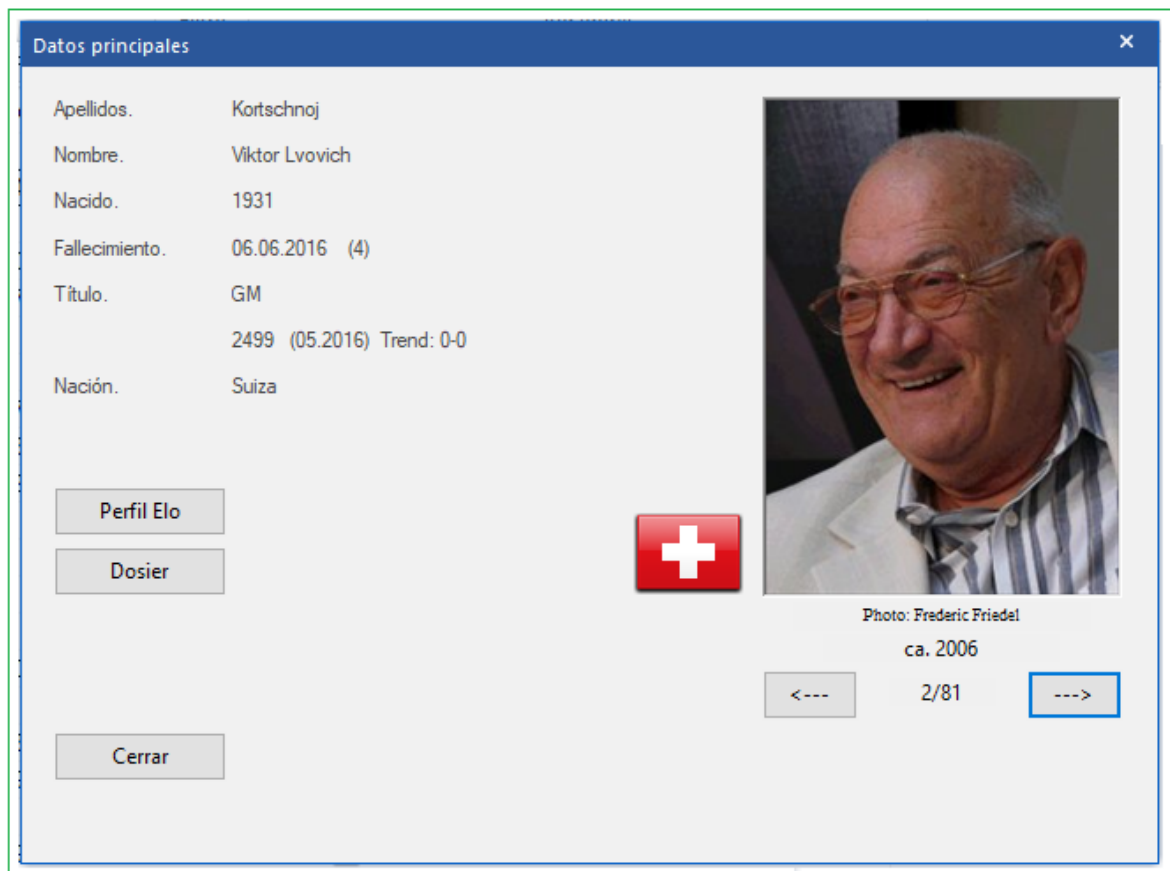 Datos principales
Apellidos. Kortschnoj
Nombre. Viktor Lvovich
Nacido. 1931
Fallecimiento. 06.06.2016 (4)
Título. GM
2499 (05.2016) Trend: 0-0
Nación. Suiza
Perfil Elo
Dosier
Photo: Frederic Friedel
ca. 2006
<--- 2/81 --->
Cerrar